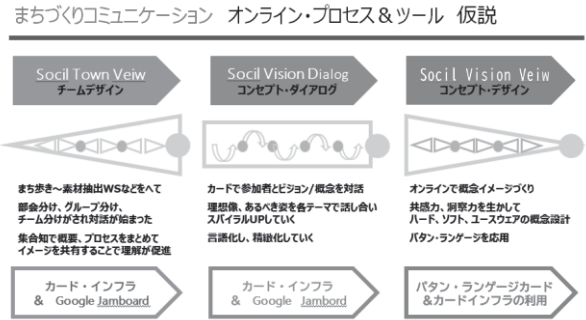 まちづくりコミュニケーション オンライン・プロセス&ツール 仮説
Socil Town Veiw
チームデザイン
まち歩き～素材抽出WSなどをへて
部会分け、グループ分け、
チーム分けがされ対話が始まった
集合知で概要、プロセスをまとめて
イメージを共有することで理解が促進
カード・インフラ
& Google Jamboard
Socil Vision Dialog
コンセプト・ダイアログ
カードで参加者とビジョン/概念を対話
理想像、あるべき姿を各テーマで話し合い
スパイラルUPしていく
言語化し、精緻化していく
カード・インフラ
& Google Jambord
Socil Vision Veiw
コンセプト・デザイン
オンラインで概念イメージづくり
共感力、洞察力を生かして
ハード、ソフト、ユースウェアの概念設計
パタン・ランゲージを応用
パタン・ランゲージカード
&カードインフラの利用